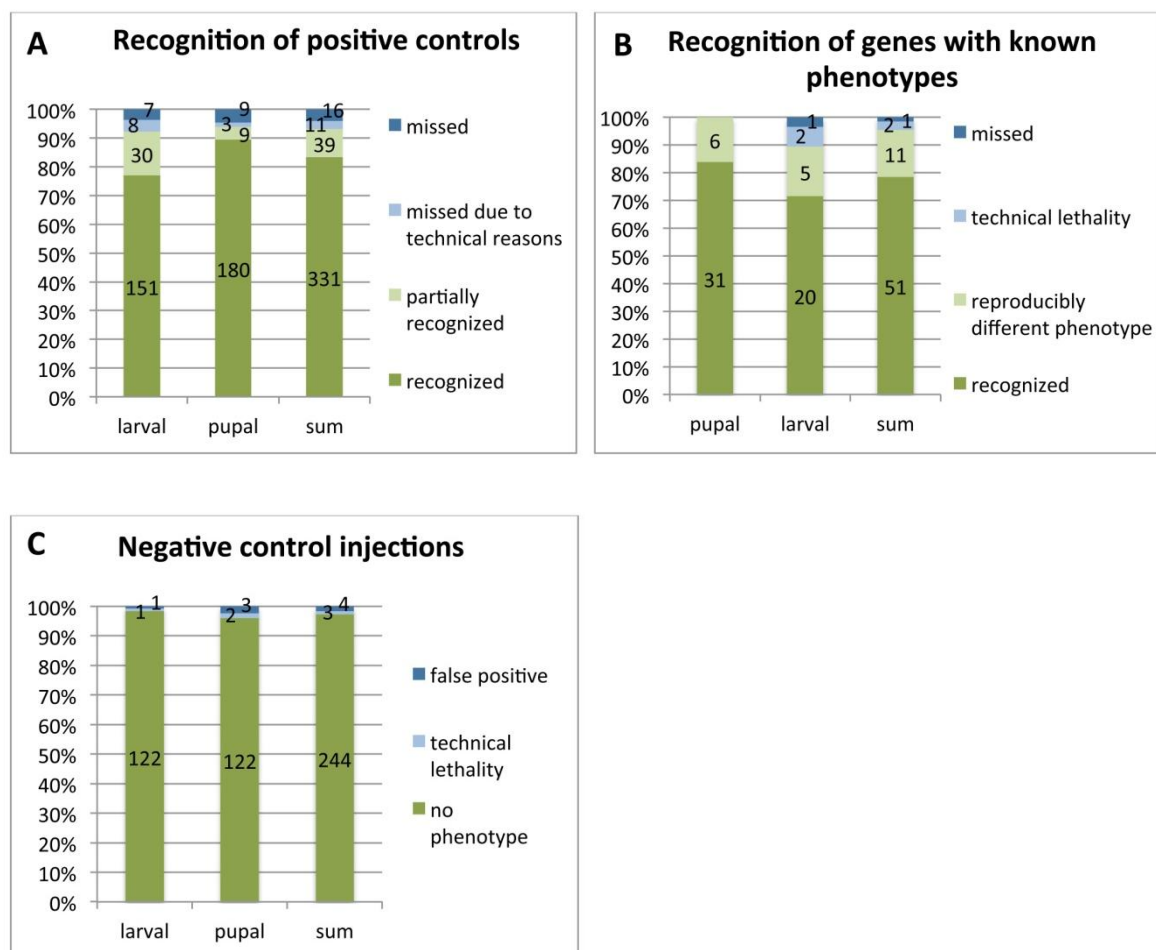 A Recognition of positive controls
100%
90%
80%
70%
60%
50%
40%
30%
20%
10%
0%
7
8
30
151
9
3
9
180
16
11
39
331
larval pupal sum
missed
missed due to
technical reasons
partially
recognized
recognized
B Recognition of genes with known
phenotypes
100%
90%
80%
70%
60%
50%
40%
30%
20%
10%
0%
6
31
1
2
5
20
1
2
11
51
pupal larval sum
missed
technical lethality
reproducibly
different phenotype
recognized
C Negative control injections
100%
90%
80%
70%
60%
50%
40%
30%
20%
10%
0%
1
1
122
3
2
122
4
3
244
larval pupal sum
false positive
technical
lethality
no
phenotype